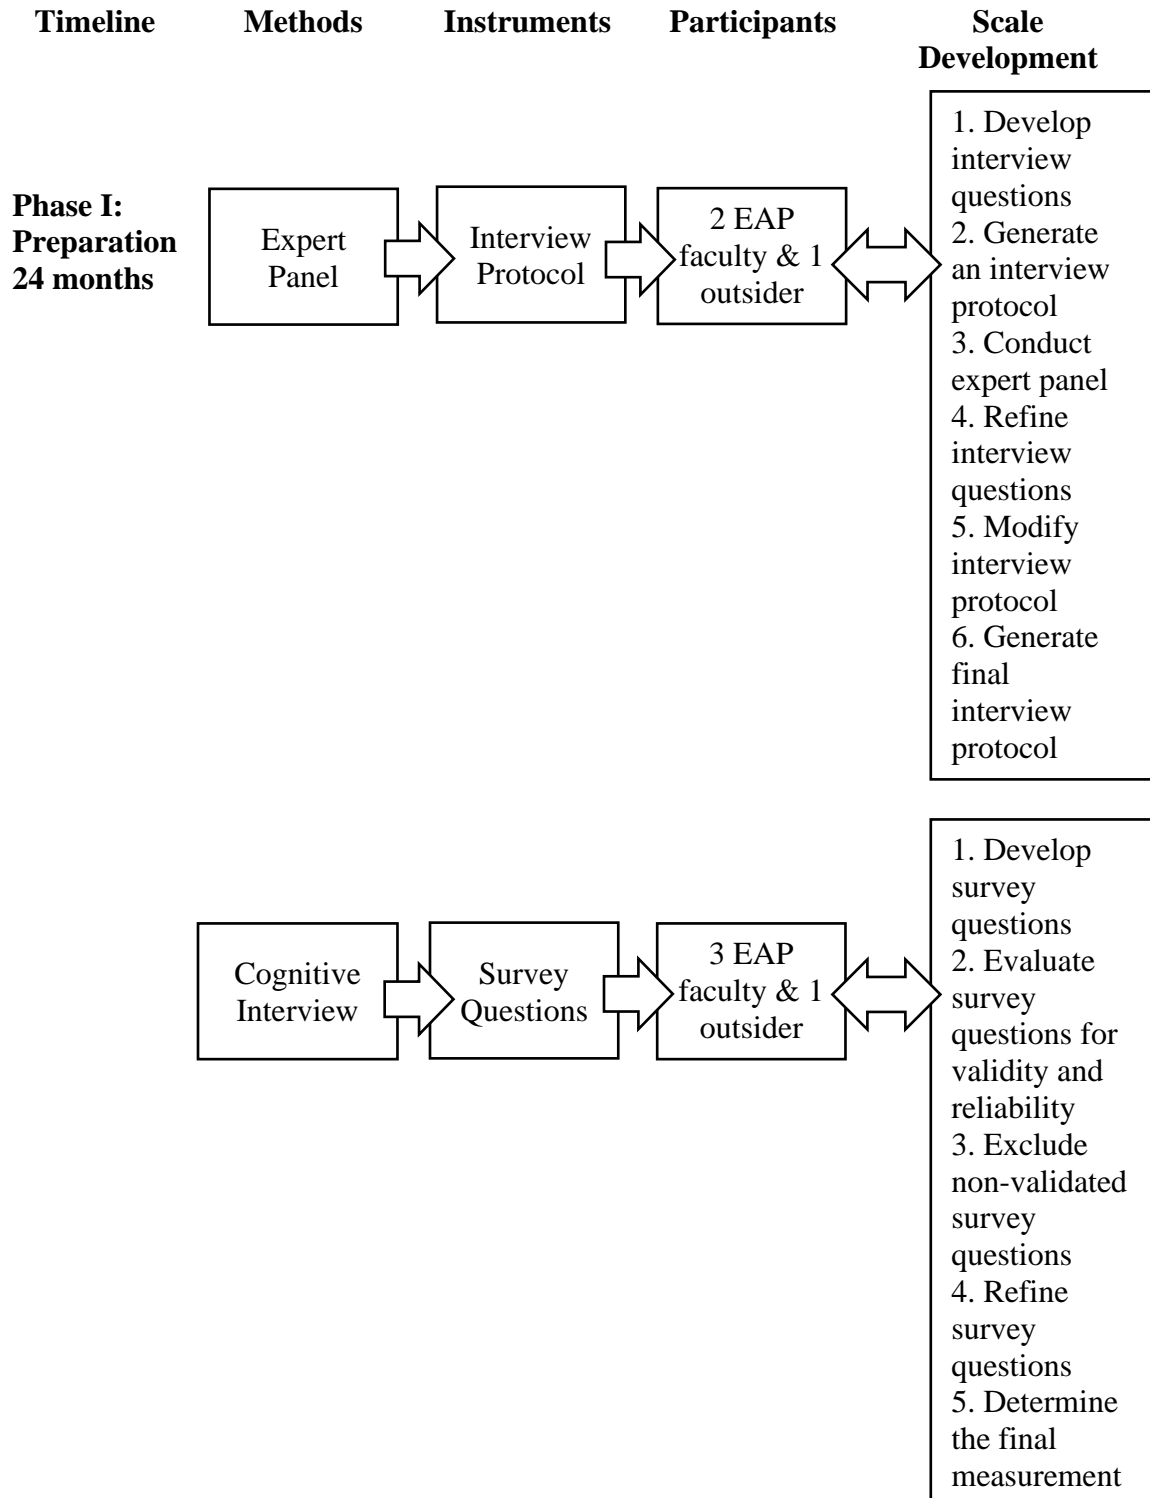 Timeline
Methods
Instruments
Participants
Scale
Development
Phase I:
Preparation
24 months
Expert
Panel
Interview
Protocol
2 EAP
faculty & 1
outsider
1. Develop
interview
questions
2. Generate
an interview
protocol
3. Conduct
expert panel
4. Refine
interview
questions
5. Modify
interview
protocol
6. Generate
final
interview
protocol
Cognitive
Interview
Survey
Questions
3 EAP
faculty & 1
outsider
1. Develop
survey
questions
2. Evaluate
survey
questions for
validity and
reliability
3. Exclude
non-validated
survey
questions
4. Refine
survey
questions
5. Determine
the final
measurement